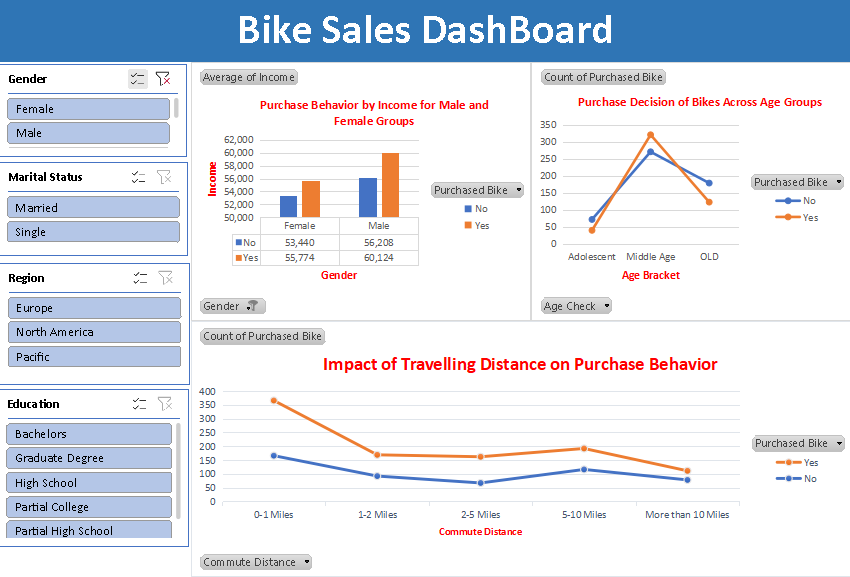 Bike Sales DashBoard
Gender
Female
Male
Marital Status
Married
Single
Region
Europe
North America
Pacific
Education
Bachelors
Graduate Degree
High School
Partial College
Partial High School
Average of Income
Purchase Behavior by Income for Male and
Female Groups
62,000
60,000
58,000
56,000
54,000
52,000
50,000
Income
Female Male
No 53,440 56,208
Yes 55,774 60,124
Gender
Purchased Bike
No
Yes
Gender
Count of Purchased Bike
Purchase Decision of Bikes Across Age Groups
350
300
250
200
150
100
50
0
Adolescent Middle Age OLD
Age Bracket
Purchased Bike
No
Yes
Age Check
Count of Purchased Bike
Impact of Travelling Distance on Purchase Behavior
400
350
300
250
200
150
100
50
0
0-1 Miles 1-2 Miles 2-5 Miles 5-10 Miles More than 10 Miles
Commute Distance
Purchased Bike
Yes
No
Commute Distance